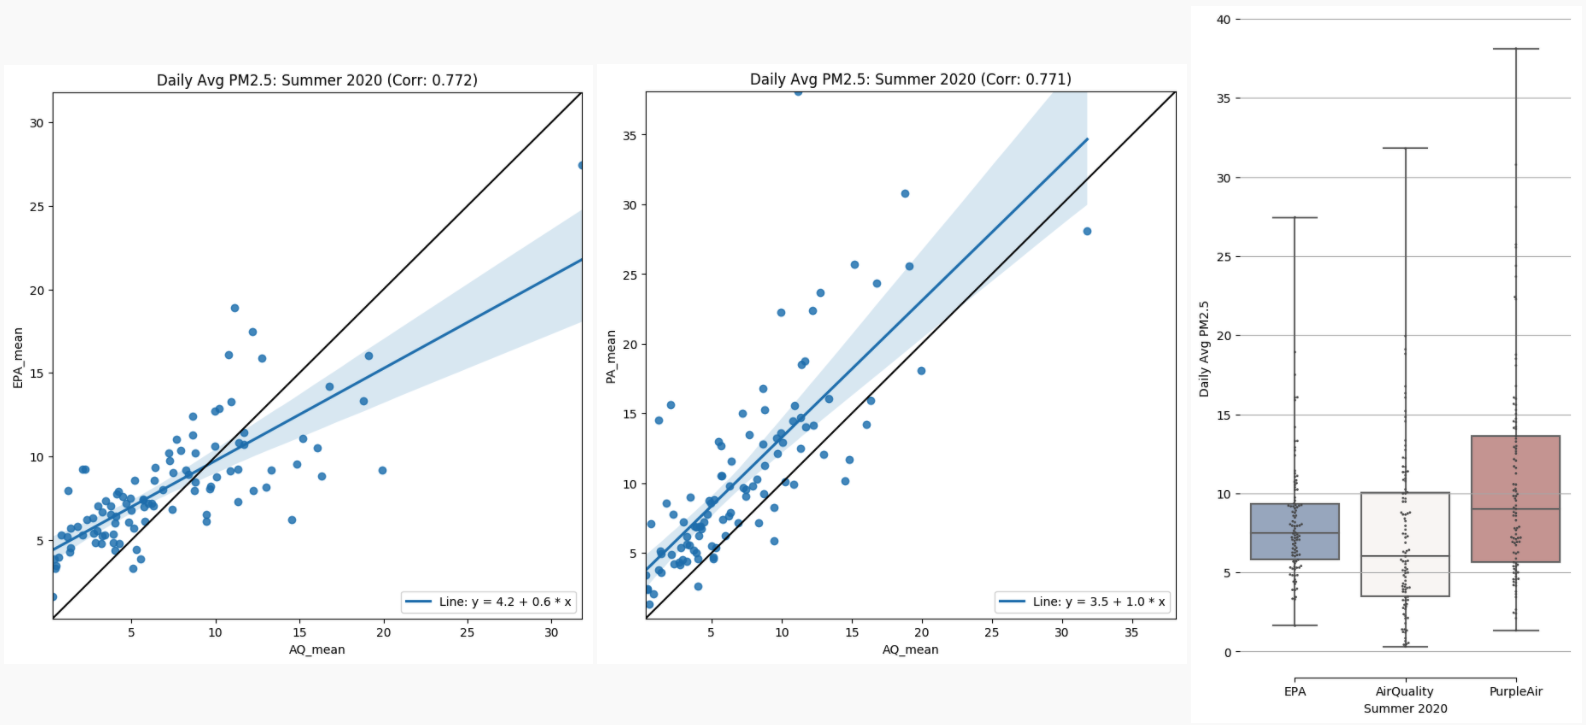 Daily Avg PM2.5: Summer 2020 (Corr: 0.772)
EPA_mean
30
25
20
15
10
5
5
10
15
20
25
30
AQ_mean
Line: y = 4.2 + 0.6 * x
Daily Avg PM2.5: Summer 2020 (Corr: 0.771)
PA_mean
35
30
25
20
15
10
5
5
10
15
20
25
30
35
AQ_mean
Line: y = 3.5 + 1.0 * x
Daily Avg PM2.5
40
35
30
25
20
15
10
5
0
EPA
AirQuality
PurpleAir
Summer 2020